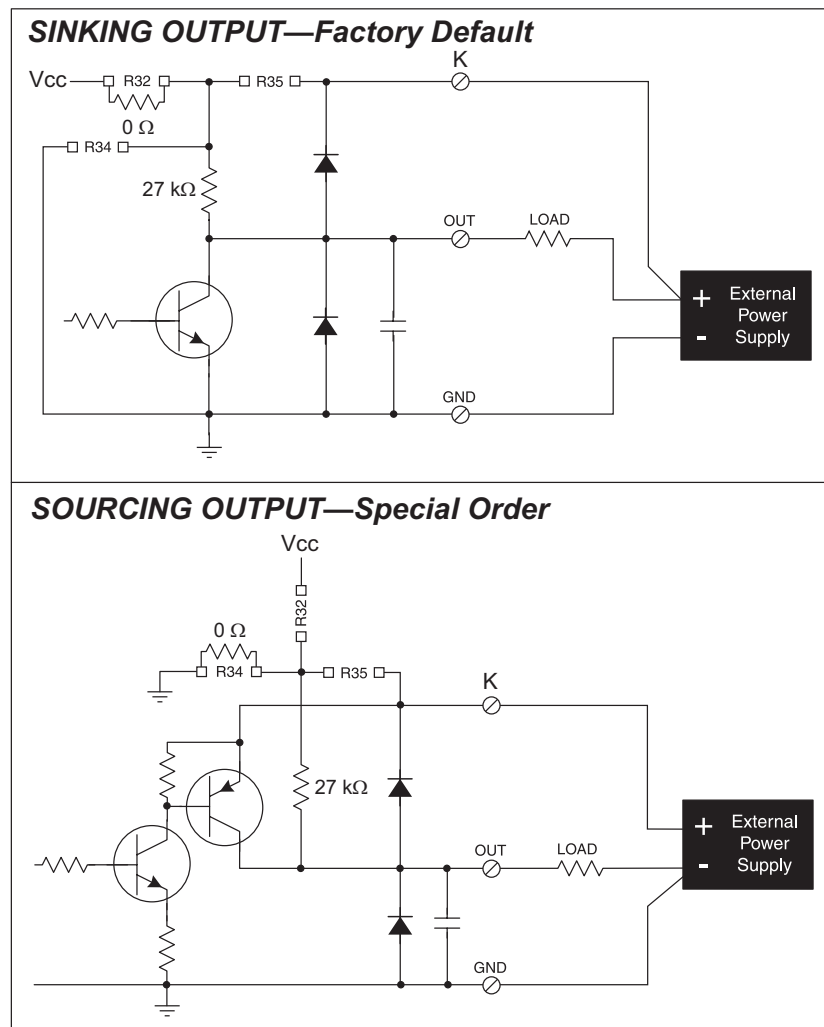 SINKING OUTPUT—Factory Default
K
Vcc
R32
R35
0 Ω
R34
27 kΩ
OUT
LOAD
+
External
Power
Supply
-
GND
SOURCING OUTPUT—Special Order
Vcc
R32
0 Ω
R34
R35
K
27 kΩ
+
External
Power
Supply
-
OUT
LOAD
GND